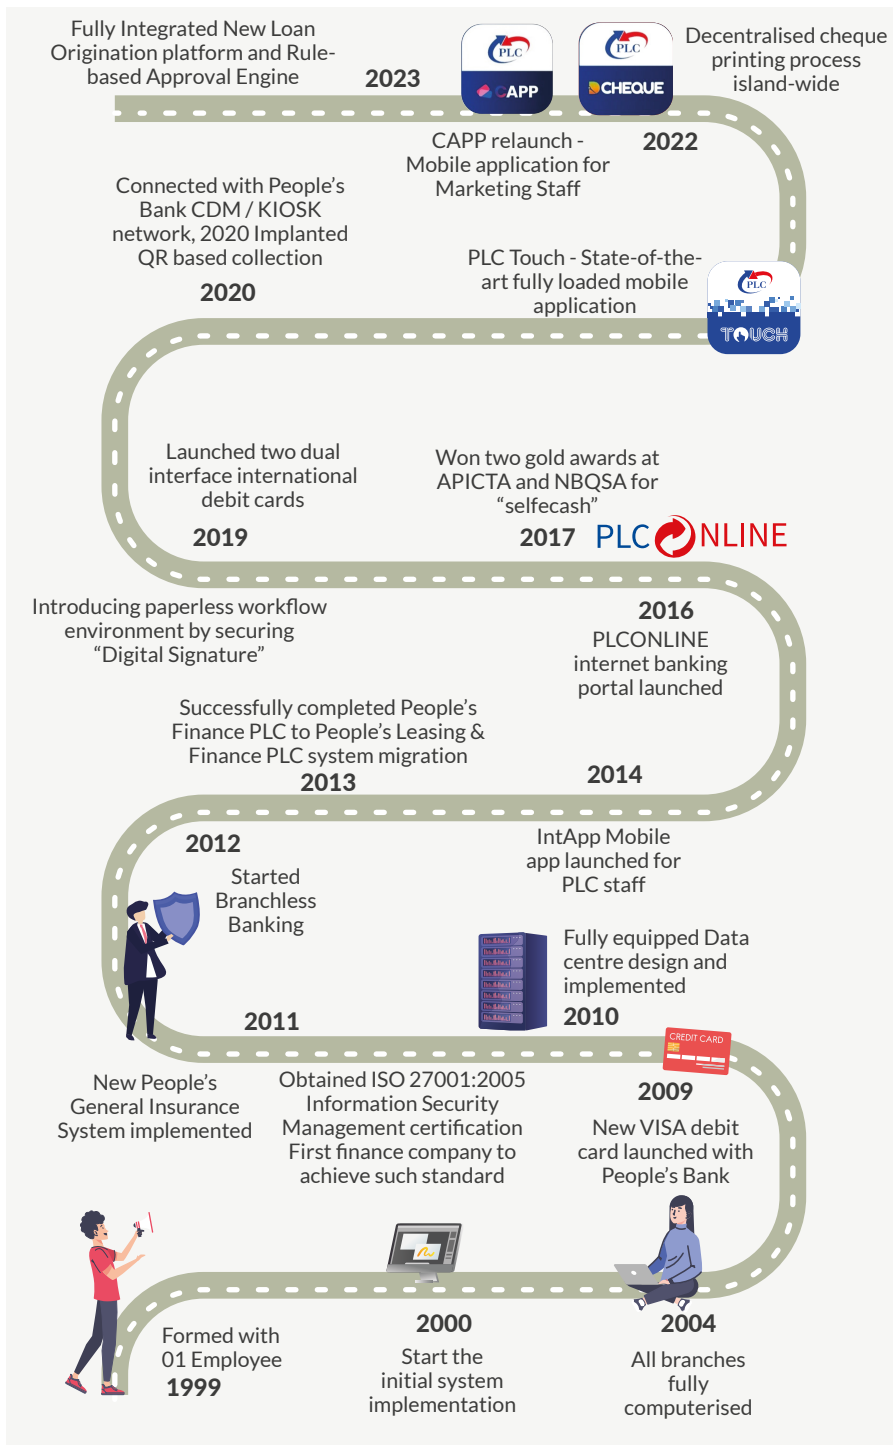 Fully Integrated New Loan
Origination platform and Rule-
based Approval Engine
2023
PLC
CAPP
PLC
CHEQUE
Decentralised cheque
printing process
island-wide
2022
CAPP relaunch -
Mobile application for
Marketing Staff
Connected with People’s
Bank CDM / KIOSK
network, 2020 Implanted
QR based collection
2020
PLC Touch - State-of-the-
art fully loaded mobile
application
PLC
TOUCH
Launched two dual
interface international
debit cards
2019
Won two gold awards at
APICTA and NBQSA for
“selfecash”
2017
PLC NLINE
Introducing paperless workflow
environment by securing
“Digital Signature”
2016
PLCONLINE
internet banking
portal launched
Successfully completed People’s
Finance PLC to People’s Leasing &
Finance PLC system migration
2013
2014
IntApp Mobile
app launched for
PLC staff
2012
Started
Branchless
Banking
Fully equipped Data
centre design and
implemented
2010
2011
New People’s
General Insurance
System implemented
Obtained ISO 27001:2005
Information Security
Management certification
First finance company to
achieve such standard
CREDIT CARD
2009
New VISA debit
card launched with
People’s Bank
Formed with
01 Employee
1999
2000
Start the
initial system
implementation
2004
All branches
fully
computerised